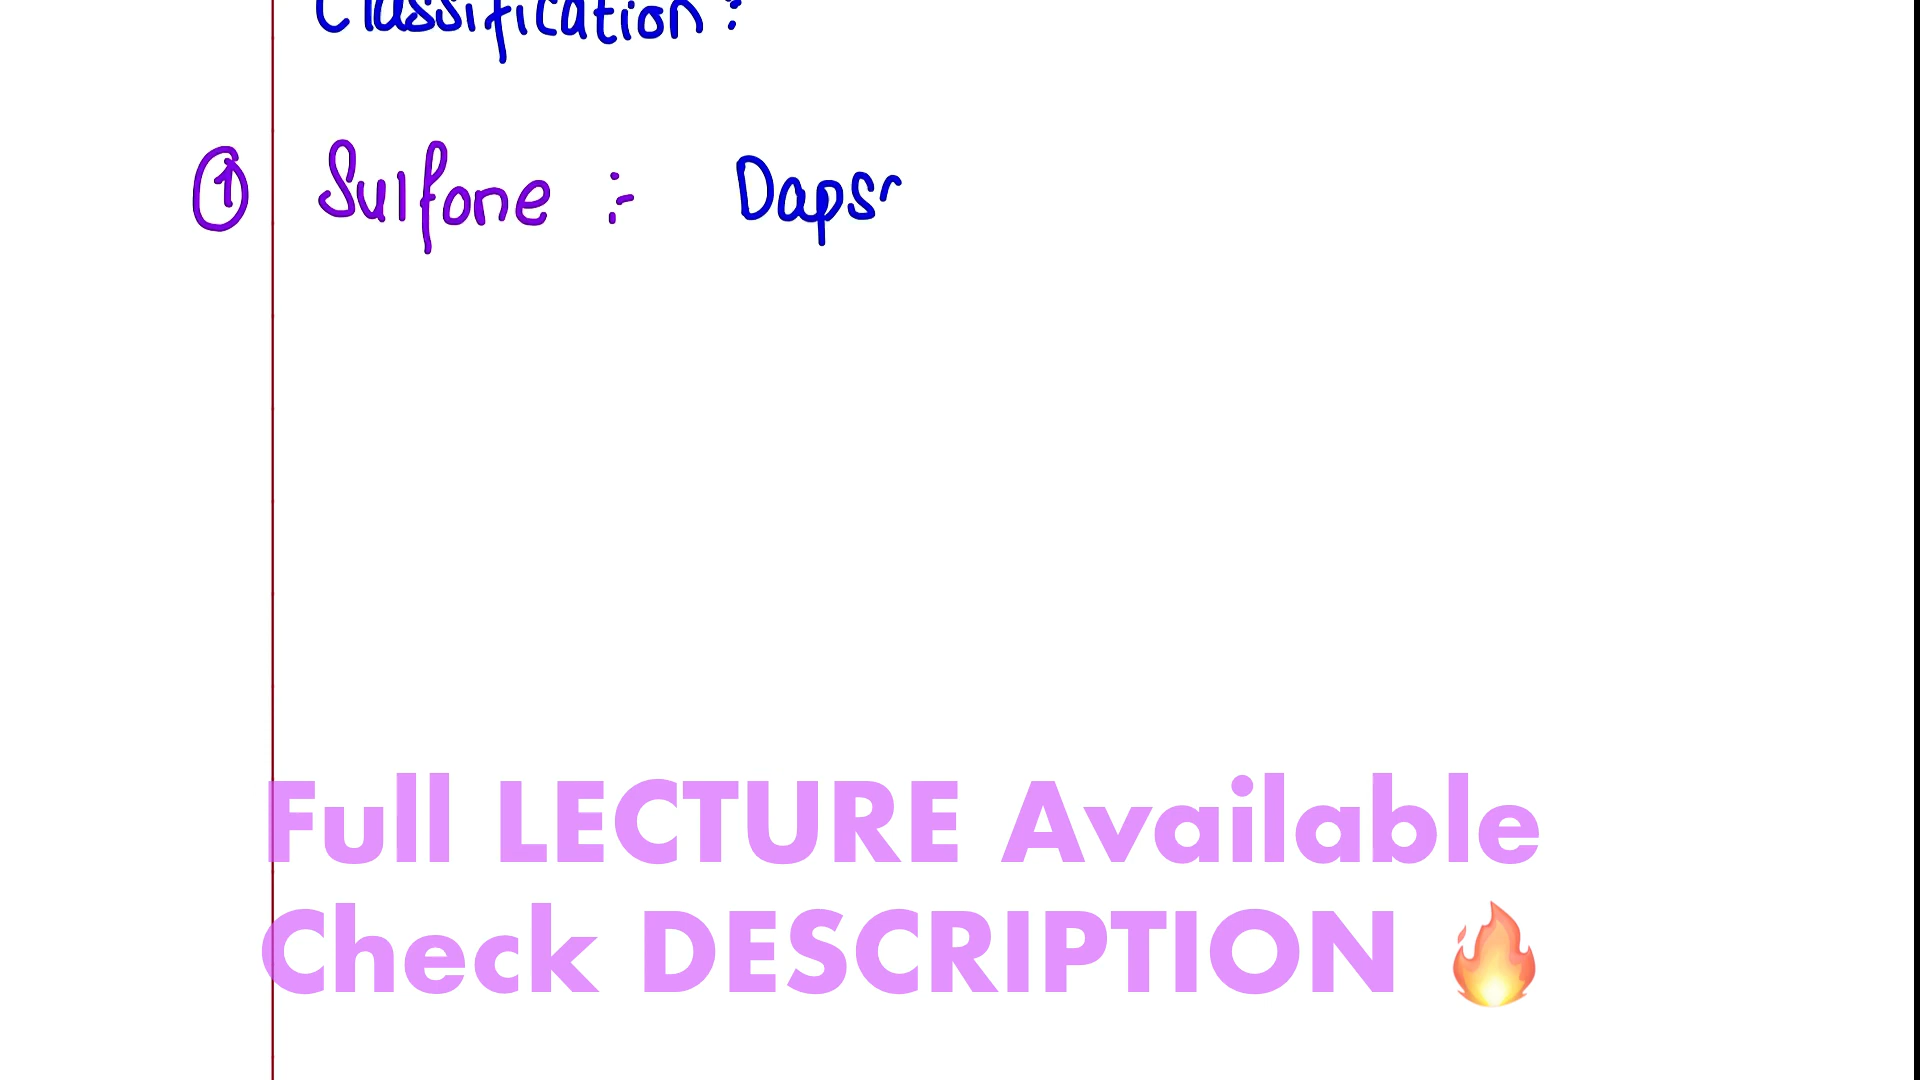 Classification :
① Sulfone :- Daps
Full LECTURE Available
Check DESCRIPTION 🔥